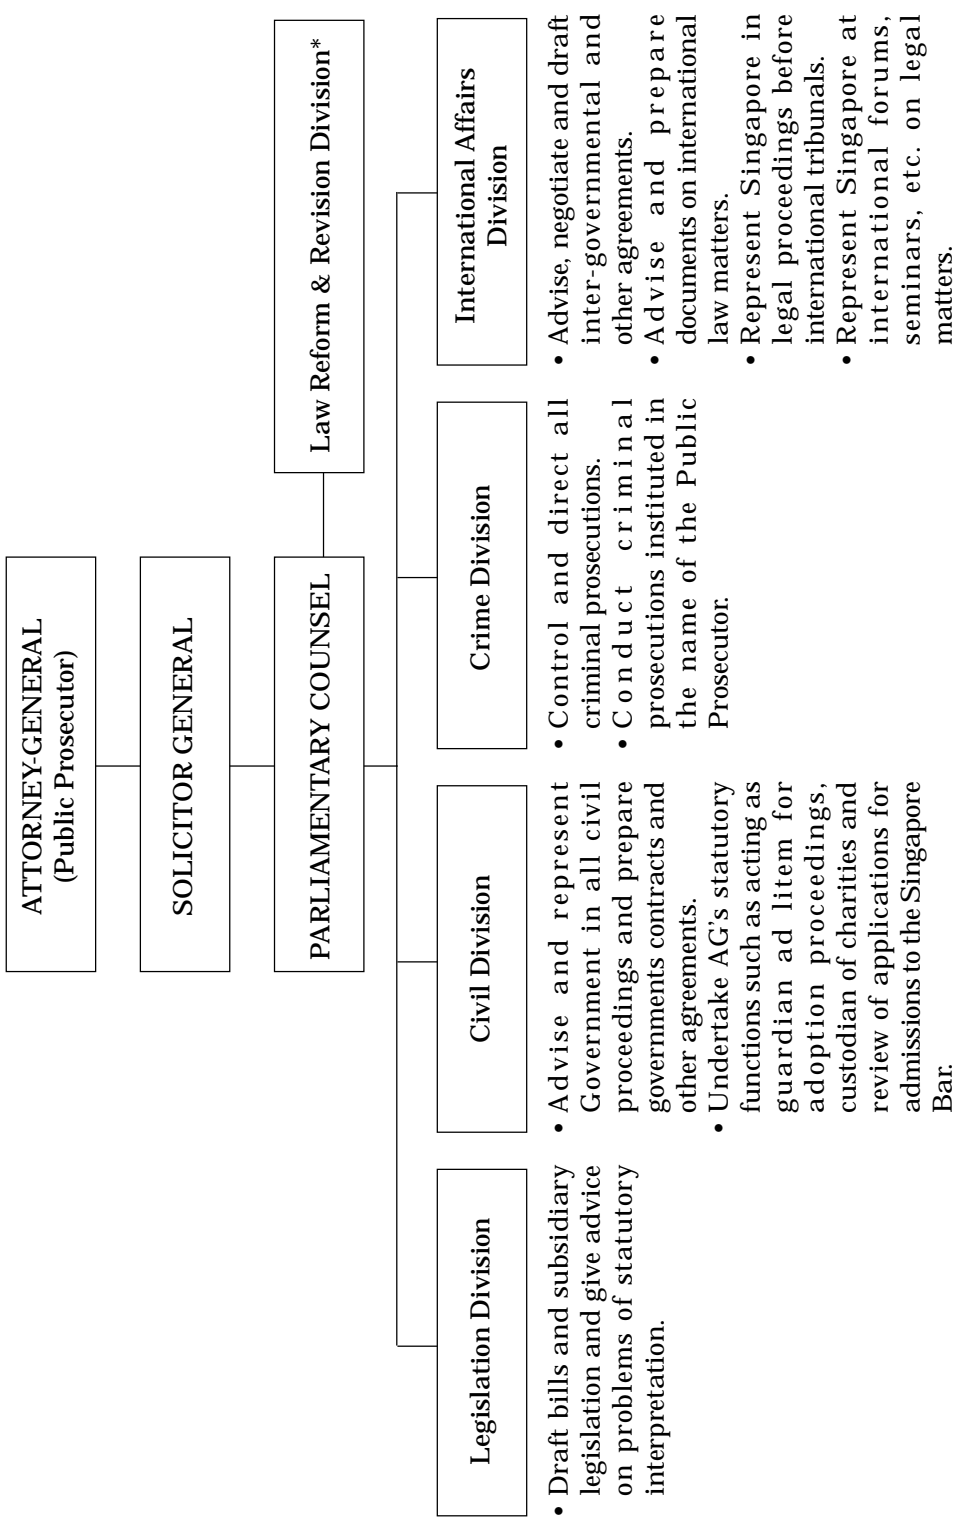 ATTORNEY-GENERAL
(Public Prosecutor)
SOLICITOR GENERAL
PARLIAMENTARY COUNSEL
Law Reform & Revision Division*
Legislation Division
• Draft bills and subsidiary
legislation and give advice
on problems of statutory
interpretation.
Civil Division
• Advise and represent
Government in all civil
proceedings and prepare
governments contracts and
other agreements.
• Undertake AG's statutory
functions such as acting as
guardian ad litem for
adoption proceedings,
custodian of charities and
review of applications for
admissions to the Singapore
Bar.
Crime Division
• Control and direct all
criminal prosecutions.
• Conduct criminal
prosecutions instituted in
the name of the Public
Prosecutor.
International Affairs
Division
• Advise, negotiate and draft
inter-governmental and
other agreements.
• Advise and prepare
documents on international
law matters.
• Represent Singapore in
legal proceedings before
international tribunals.
• Represent Singapore at
international forums,
seminars, etc. on legal
matters.